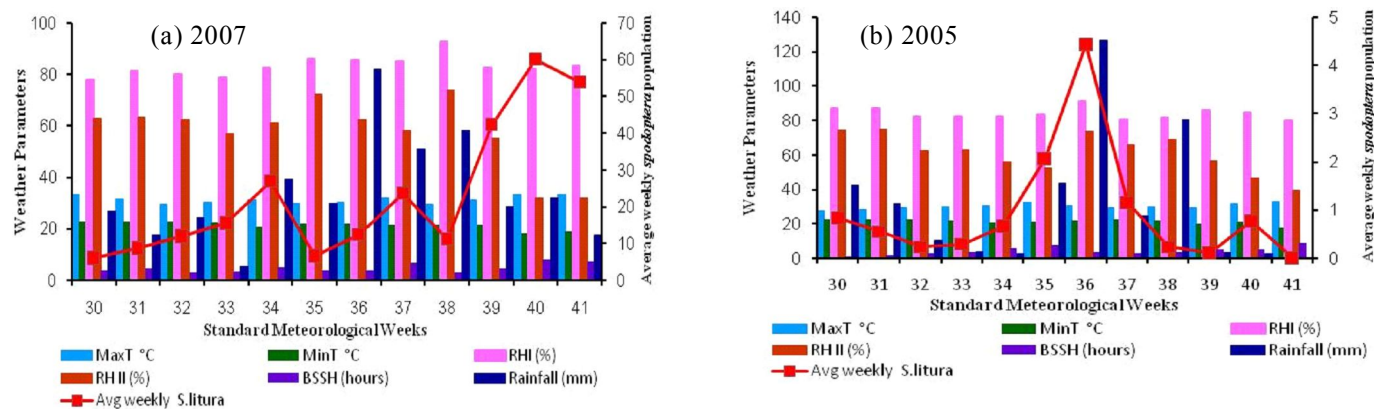 (a) 2007
Weather Parameters
100
80
60
40
20
0
70
60
50
40
30
20
10
0
Average weekly spodoptera population
30 31 32 33 34 35 36 37 38 39 40 41
Standard Meteorological Weeks
MaxT °C MinT °C RHI (%)
RH II (%) BSSH (hours) Rainfall (mm)
Avg weekly S.litura
(b) 2005
Weather Parameters
140
120
100
80
60
40
20
0
5
4
3
2
1
0
Average weekly spodoptera population
30 31 32 33 34 35 36 37 38 39 40 41
Standard Meteorological Weeks
MaxT °C MinT °C RHI (%)
RH II (%) BSSH (hours) Rainfall (mm)
Avg weekly S.litura